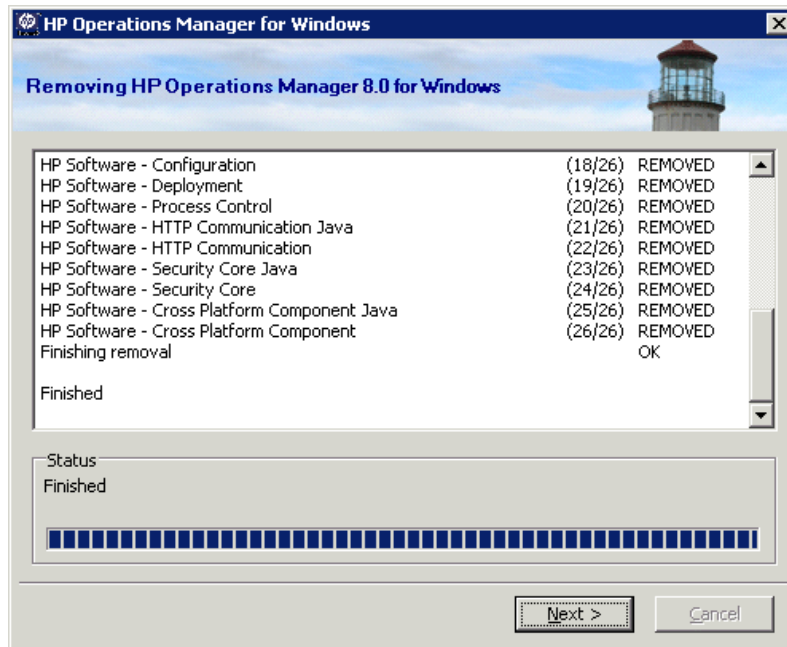 HP Operations Manager for Windows
Removing HP Operations Manager 8.0 for Windows
HP Software - Configuration (18/26) REMOVED
HP Software - Deployment (19/26) REMOVED
HP Software - Process Control (20/26) REMOVED
HP Software - HTTP Communication Java (21/26) REMOVED
HP Software - HTTP Communication (22/26) REMOVED
HP Software - Security Core Java (23/26) REMOVED
HP Software - Security Core (24/26) REMOVED
HP Software - Cross Platform Component Java (25/26) REMOVED
HP Software - Cross Platform Component (26/26) REMOVED
Finishing removal OK
Finished
Status
Finished
Next > Cancel